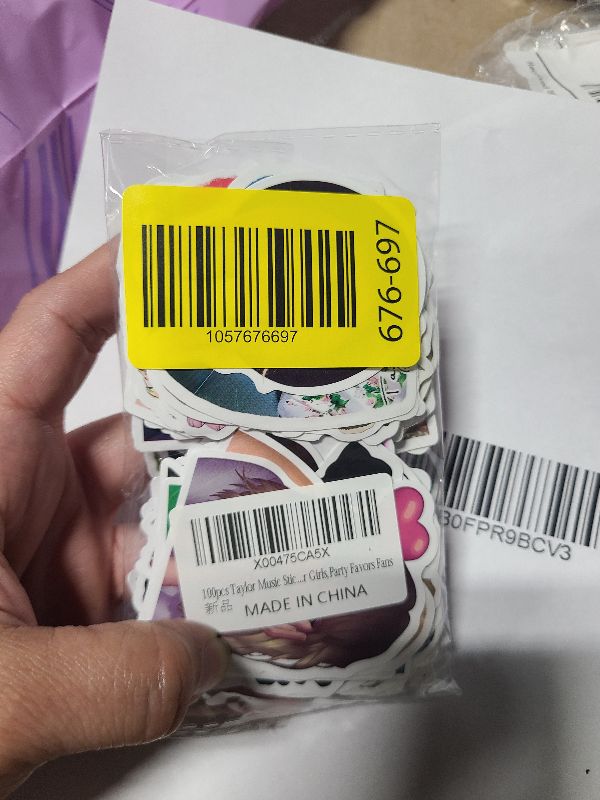 1057676697
676-697
30FPR9BCV3
X00475CA5X
100pcs Taylor Music Stic...r Girls,Party Favors Fans
新品 MADE IN CHINA